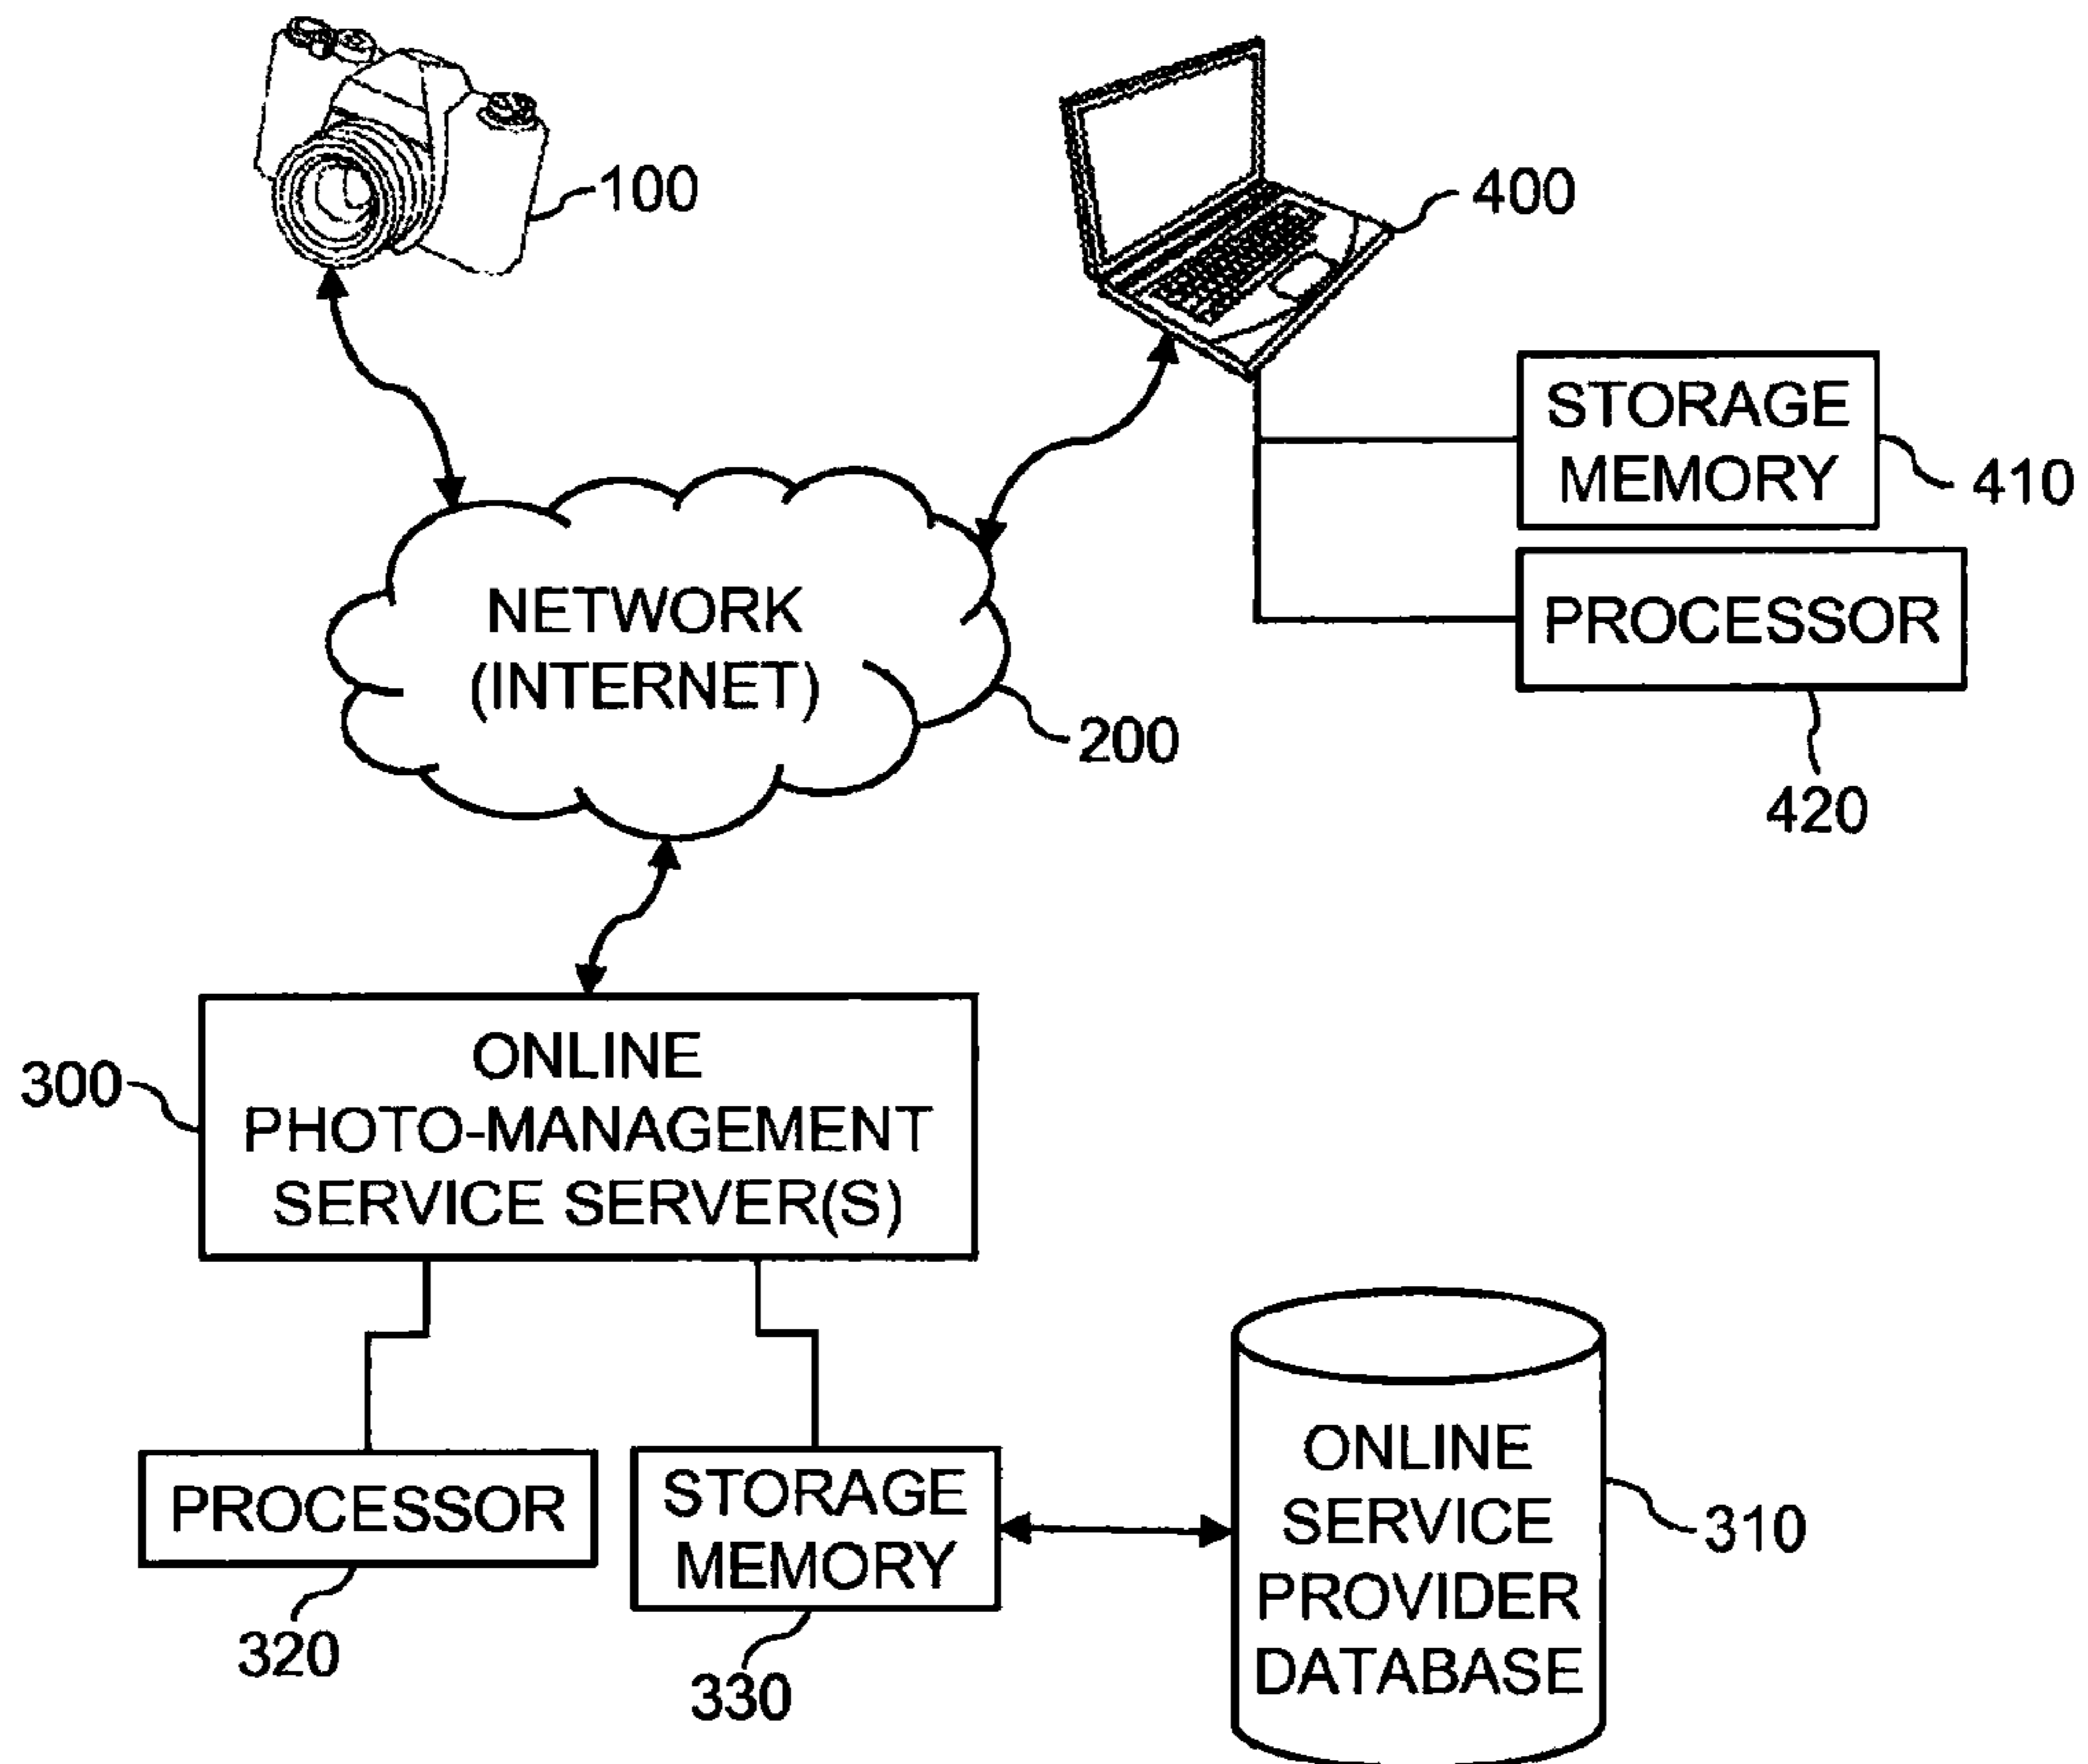 100
400
STORAGE
MEMORY
410
PROCESSOR
420
NETWORK
(INTERNET)
200
300
ONLINE
PHOTO-MANAGEMENT
SERVICE SERVER(S)
PROCESSOR
320
STORAGE
MEMORY
330
ONLINE
SERVICE
PROVIDER
DATABASE
310